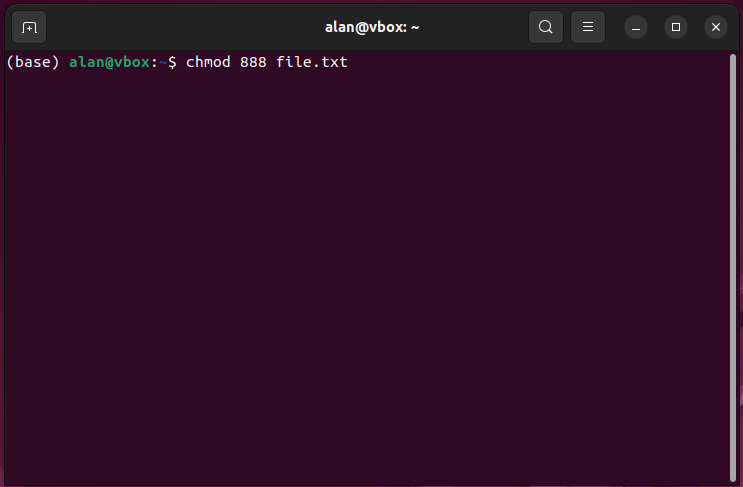 alan@vbox: ~
(base) alan@vbox:~$ chmod 888 file.txt